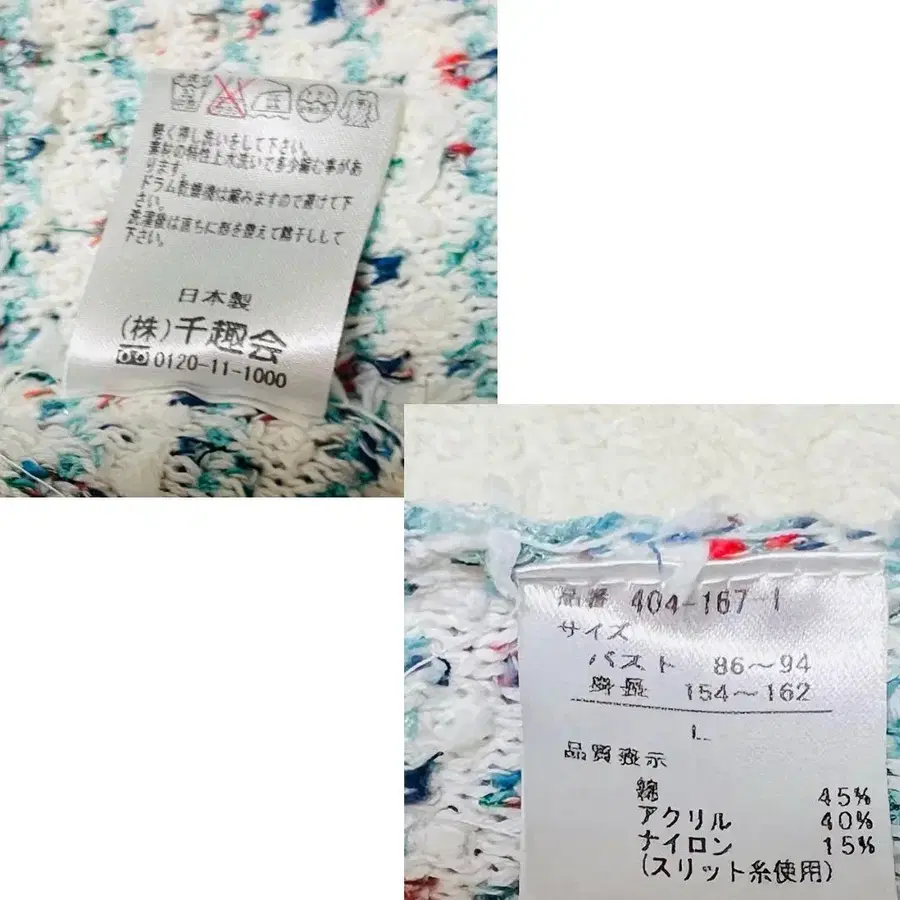 軽く押し洗いをして下さい。
素材の特性上水洗いで多少縮む事があ
ります。
ドラム乾燥機は縮みますので避けて下
さい。
洗濯後は直ちに形を整えて陰干しして
下さい。
日本製
(株)千趣会
0120-11-1000
品番 404-167-1
サイズ
バスト 86〜94
身長 154〜162
L
品質表示
綿 45%
アクリル 40%
ナイロン 15%
(スリット糸使用)